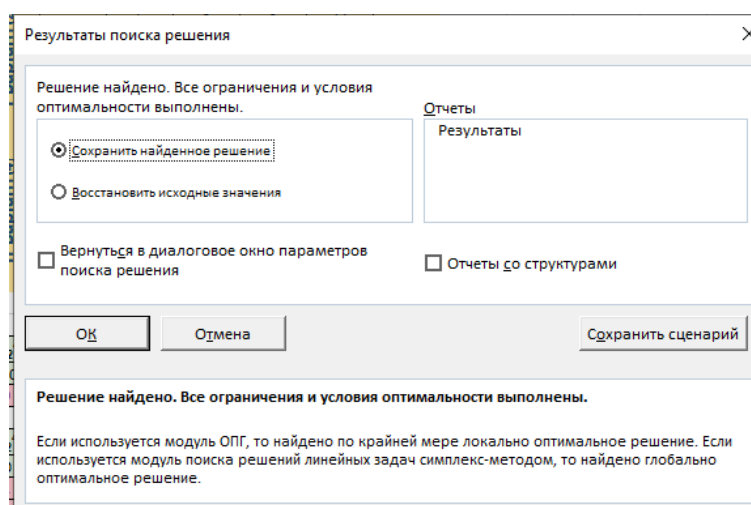 Результаты поиска решения
Решение найдено. Все ограничения и условия
оптимальности выполнены.
Отчеты
Результаты
Сохранить найденное решение
Восстановить исходные значения
Вернуться в диалоговое окно параметров
поиска решения
Отчеты со структурами
ОК
Отмена
Сохранить сценарий
Решение найдено. Все ограничения и условия оптимальности выполнены.
Если используется модуль ОПГ, то найдено по крайней мере локально оптимальное решение. Если
используется модуль поиска решений линейных задач симплекс-методом, то найдено глобально
оптимальное решение.